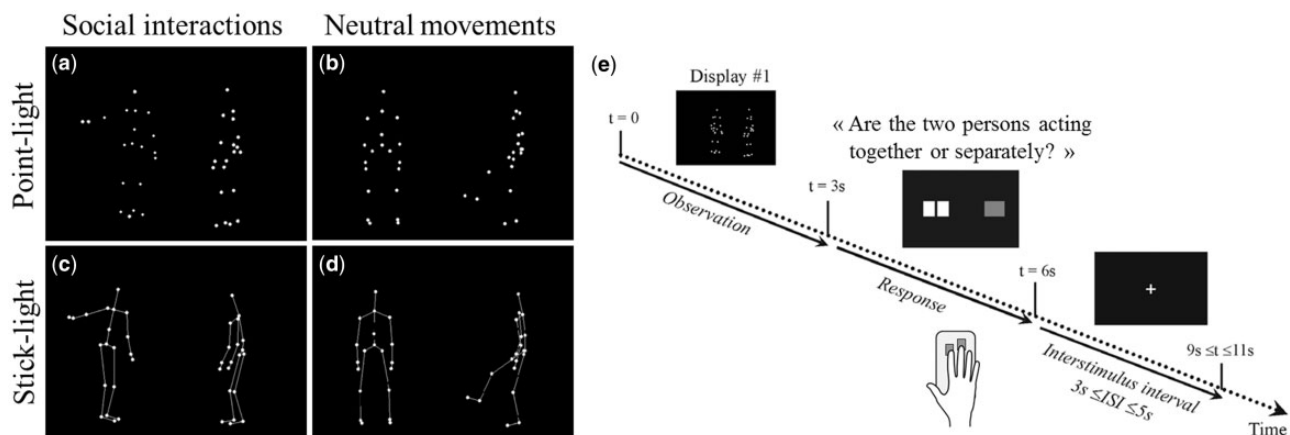 Social interactions
Neutral movements
Point-light
Stick-light
(a)
(b)
(c)
(d)
(e)
Display #1
t = 0
« Are the two persons acting
together or separately? »
t = 3s
Observation
t = 6s
Response
9s ≤t ≤11s
Interstimulus interval
3s ≤ISI ≤5s
Time